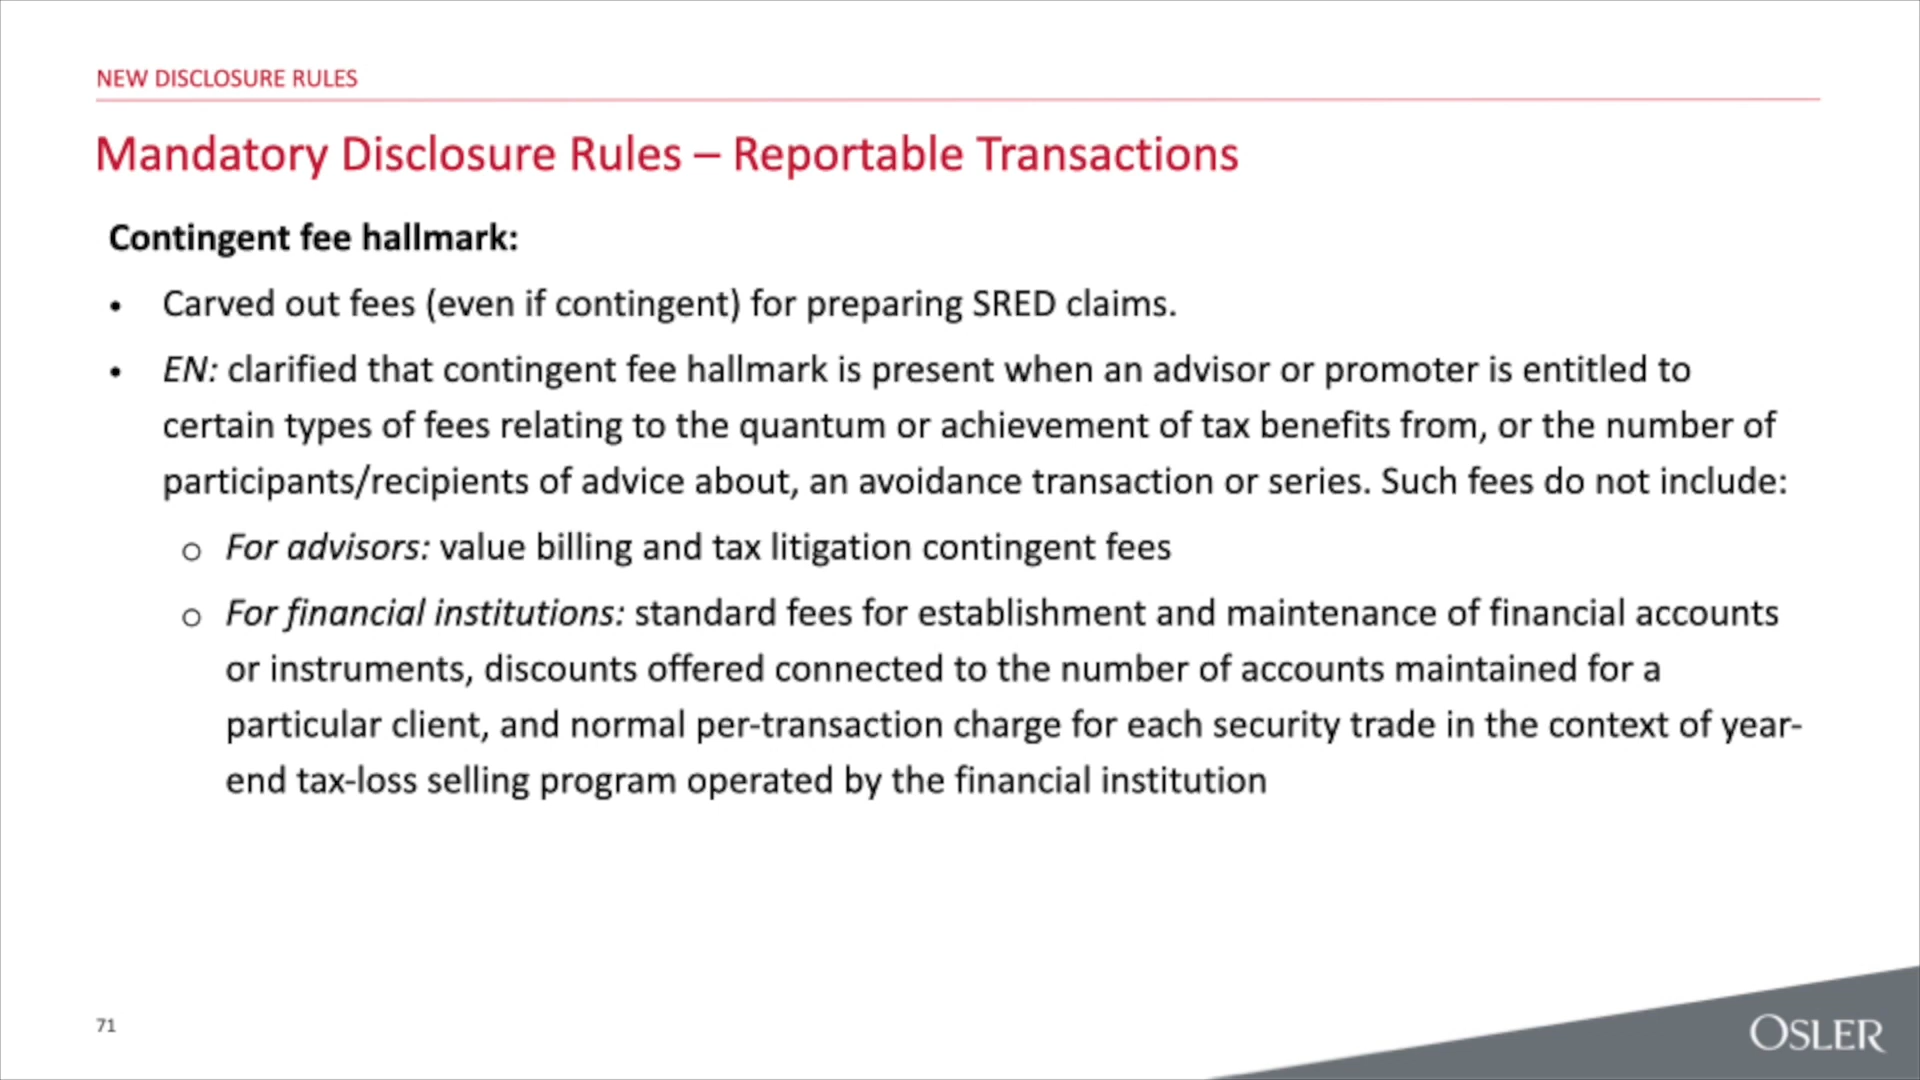 NEW DISCLOSURE RULES
Mandatory Disclosure Rules – Reportable Transactions
Contingent fee hallmark:
• Carved out fees (even if contingent) for preparing SRED claims.
• EN: clarified that contingent fee hallmark is present when an advisor or promoter is entitled to
certain types of fees relating to the quantum or achievement of tax benefits from, or the number of
participants/recipients of advice about, an avoidance transaction or series. Such fees do not include:
o For advisors: value billing and tax litigation contingent fees
o For financial institutions: standard fees for establishment and maintenance of financial accounts
or instruments, discounts offered connected to the number of accounts maintained for a
particular client, and normal per-transaction charge for each security trade in the context of year-
end tax-loss selling program operated by the financial institution
71
OSLER